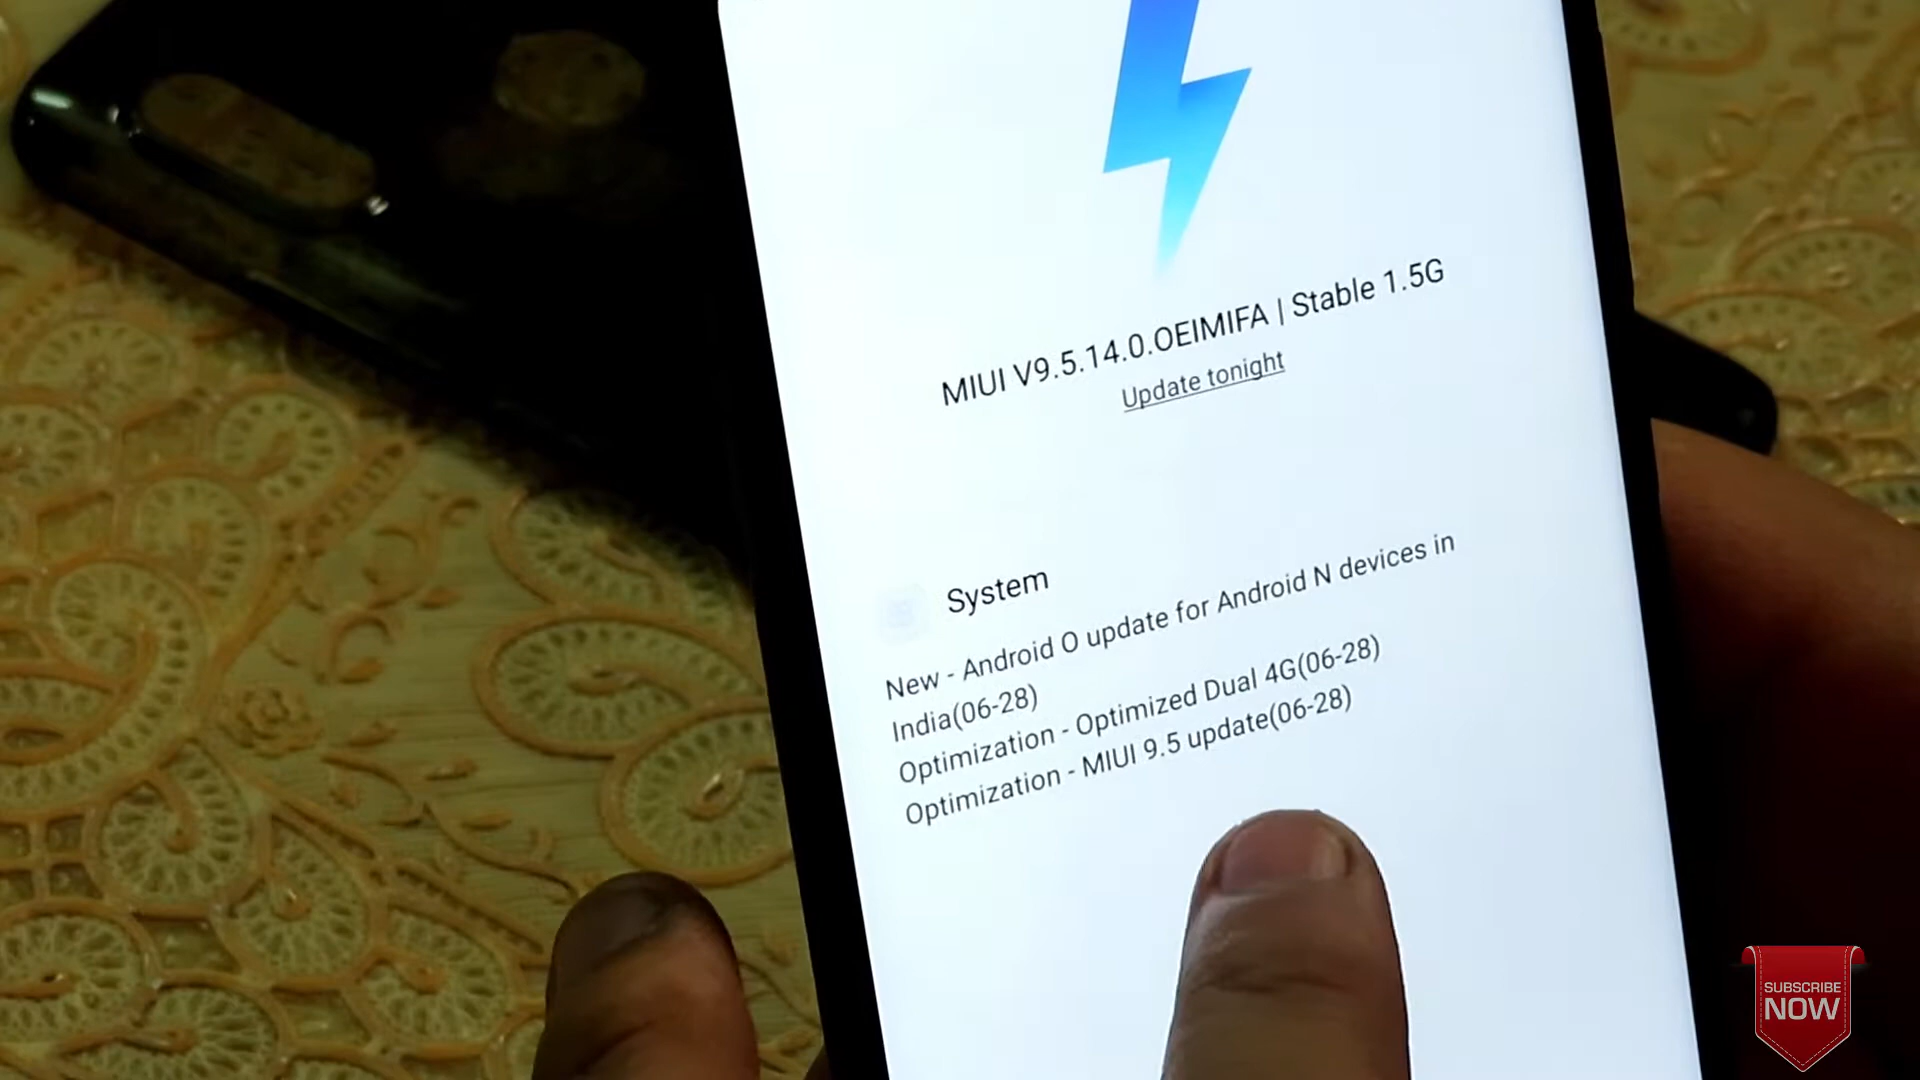 MIUI V9.5.14.0.OEIMIFA | Stable 1.5G
Update tonight
System
New - Android O update for Android N devices in
India(06-28)
Optimization - Optimized Dual 4G(06-28)
Optimization - MIUI 9.5 update(06-28)
SUBSCRIBE
NOW